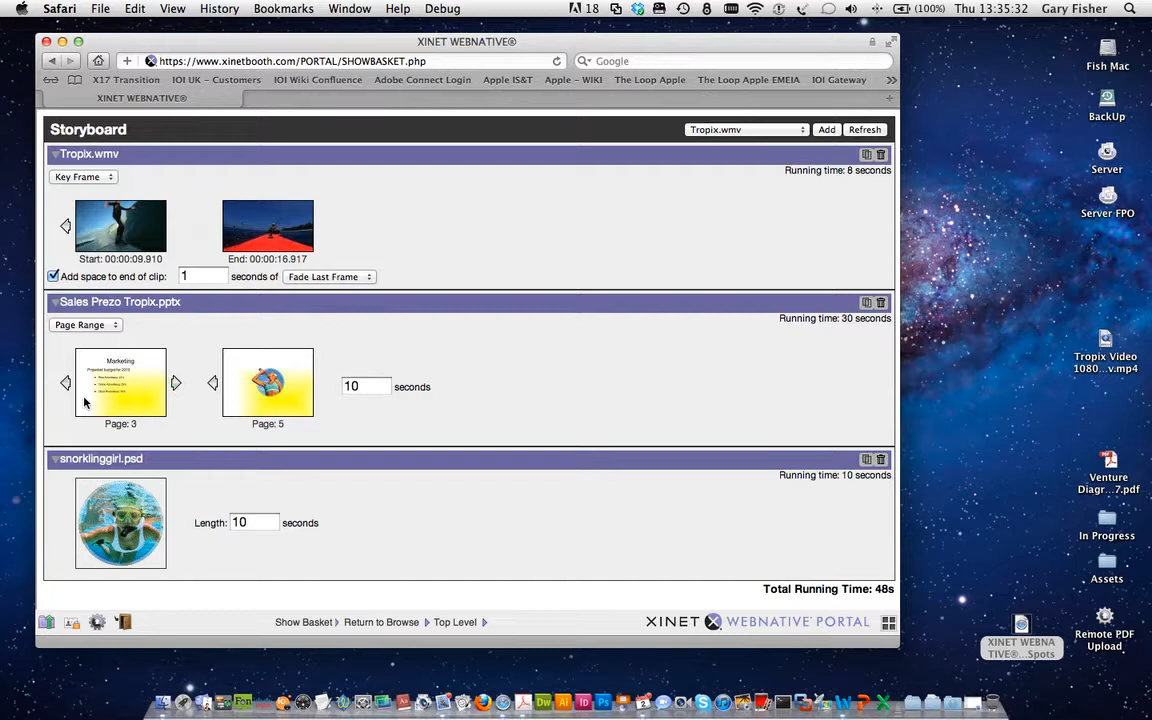 Safari File Edit View History Bookmarks Window Help Debug 18 (100%) Thu 13:35:32 Gary Fisher
XINET WEBNATIVE®
https://www.xinetbooth.com/PORTAL/SHOWBASKET.php Google
X17 Transition IOI UK - Customers IOI Wiki Confluence Adobe Connect Login Apple IS&T Apple - WIKI The Loop Apple The Loop Apple EMEIA IOI Gateway
XINET WEBNATIVE®
Storyboard Tropix.wmv Add Refresh
Tropix.wmv
Running time: 8 seconds
Key Frame
Start: 00:00:09.910 End: 00:00:16.917
Add space to end of clip: 1 seconds of Fade Last Frame
Sales Prezo Tropix.pptx
Running time: 30 seconds
Page Range
Marketing
10 seconds
Page: 3 Page: 5
snorklinggirl.psd
Running time: 10 seconds
Length: 10 seconds
Total Running Time: 48s
Show Basket Return to Browse Top Level XINET WEBNATIVE® PORTAL
Fish Mac
BackUp
Server
Server FPO
Tropix Video
1080...v.mp4
Venture
Diagr...7.pdf
In Progress
Assets
XINET WEBNA
TIVE®...Spots
Remote PDF
Upload